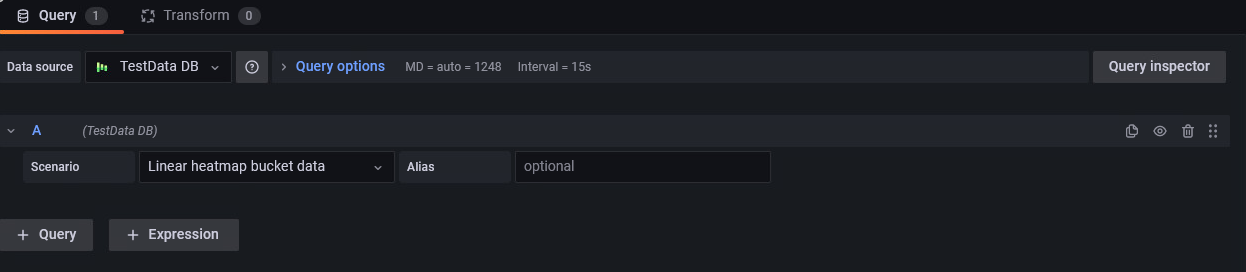 Query 1 Transform 0
Data source TestData DB Query options MD = auto = 1248 Interval = 15s Query inspector
A (TestData DB)
Scenario Linear heatmap bucket data Alias optional
+ Query + Expression